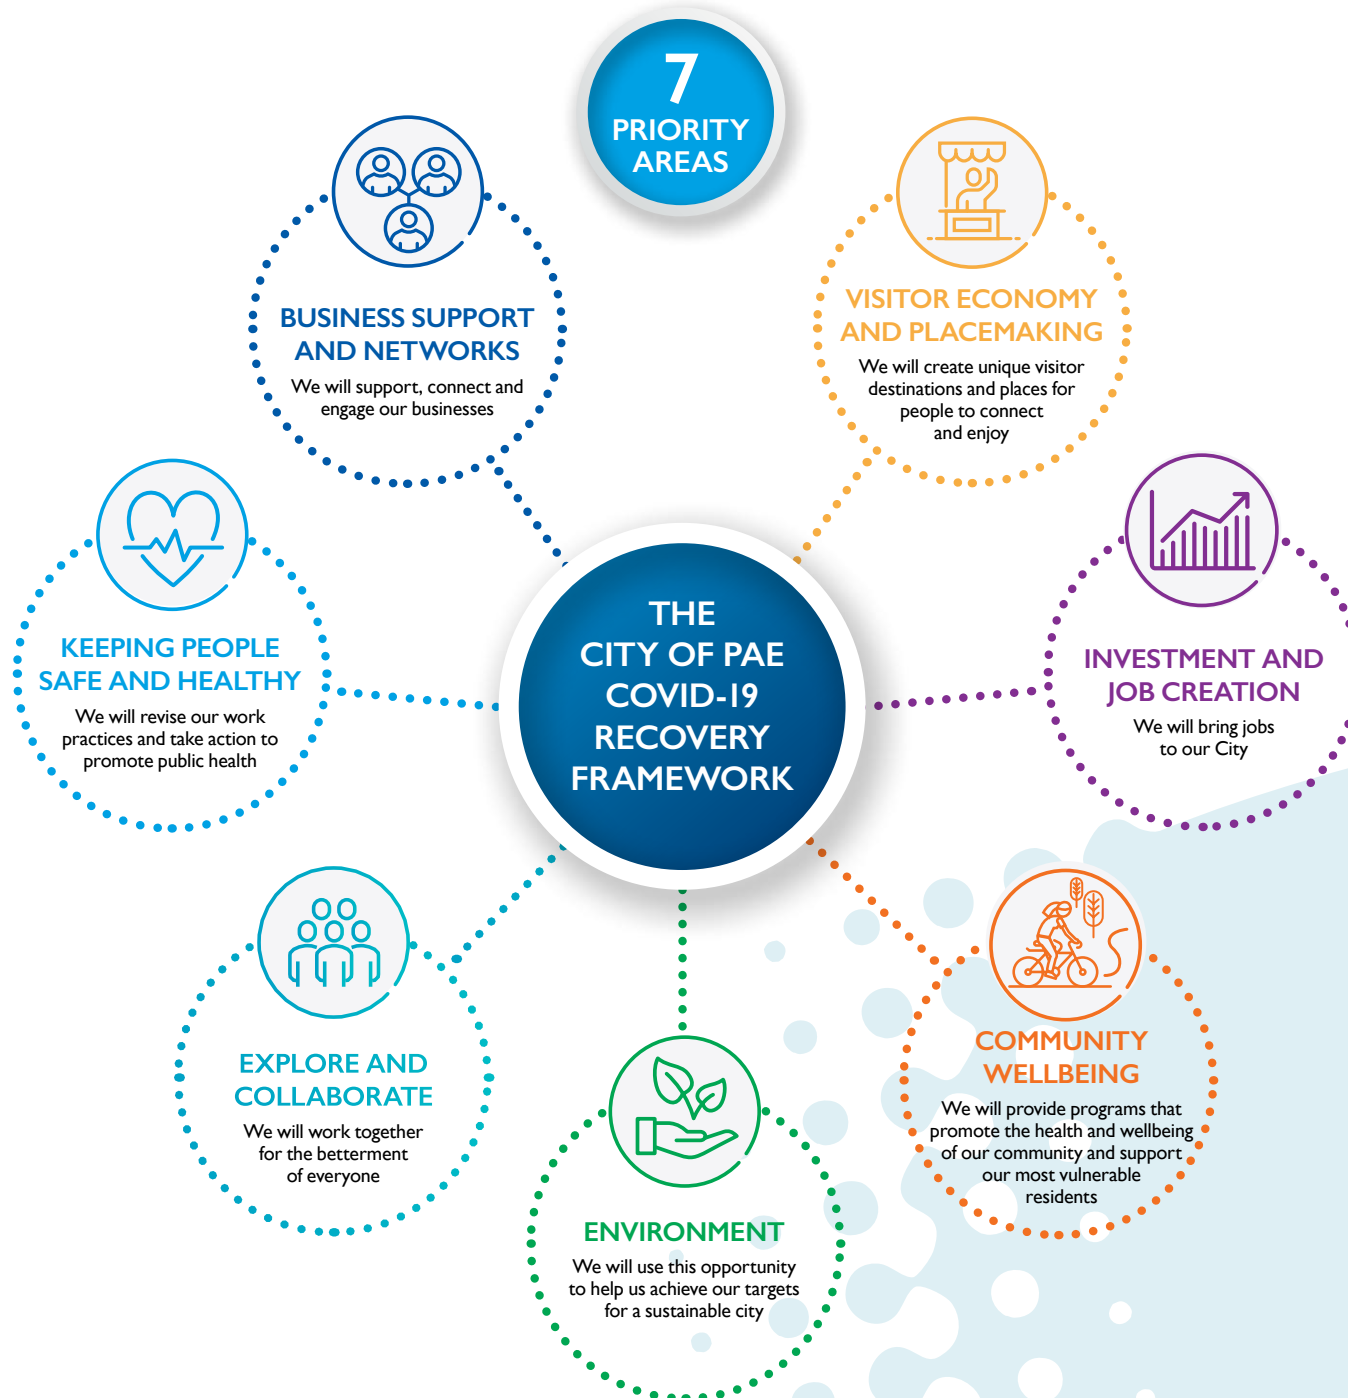 7
PRIORITY
AREAS
BUSINESS SUPPORT
AND NETWORKS
We will support, connect and
engage our businesses
VISITOR ECONOMY
AND PLACEMAKING
We will create unique visitor
destinations and places for
people to connect
and enjoy
KEEPING PEOPLE
SAFE AND HEALTHY
We will revise our work
practices and take action to
promote public health
THE
CITY OF PAE
COVID-19
RECOVERY
FRAMEWORK
INVESTMENT AND
JOB CREATION
We will bring jobs
to our City
EXPLORE AND
COLLABORATE
We will work together
for the betterment
of everyone
COMMUNITY
WELLBEING
We will provide programs that
promote the health and wellbeing
of our community and support
our most vulnerable
residents
ENVIRONMENT
We will use this opportunity
to help us achieve our targets
for a sustainable city